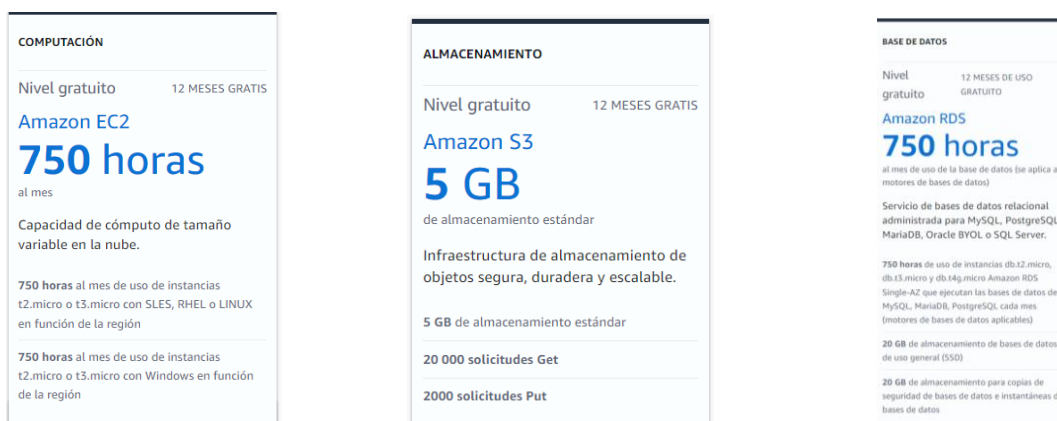 COMPUTACIÓN
Nivel gratuito 12 MESES GRATIS
Amazon EC2
750 horas
al mes
Capacidad de cómputo de tamaño
variable en la nube.
750 horas al mes de uso de instancias
t2.micro o t3.micro con SLES, RHEL o LINUX
en función de la región
750 horas al mes de uso de instancias
t2.micro o t3.micro con Windows en función
de la región
ALMACENAMIENTO
Nivel gratuito 12 MESES GRATIS
Amazon S3
5 GB
de almacenamiento estándar
Infraestructura de almacenamiento de
objetos segura, duradera y escalable.
5 GB de almacenamiento estándar
20 000 solicitudes Get
2000 solicitudes Put
BASE DE DATOS
Nivel 12 MESES DE USO
gratuito GRATUITO
Amazon RDS
750 horas
al mes de uso de la base de datos (se aplica a
motores de bases de datos)
Servicio de bases de datos relacional
administrada para MySQL, PostgreSQL
MariaDB, Oracle BYOL o SQL Server.
750 horas de uso de instancias db.t2.micro,
db.t3.micro y db.t4g.micro Amazon RDS
Single-AZ que ejecutan las bases de datos de
MySQL, MariaDB, PostgreSQL cada mes
(motores de bases de datos aplicables)
20 GB de almacenamiento de bases de datos
de uso general (SSD)
20 GB de almacenamiento para copias de
seguridad de bases de datos e instantáneas d
bases de datos